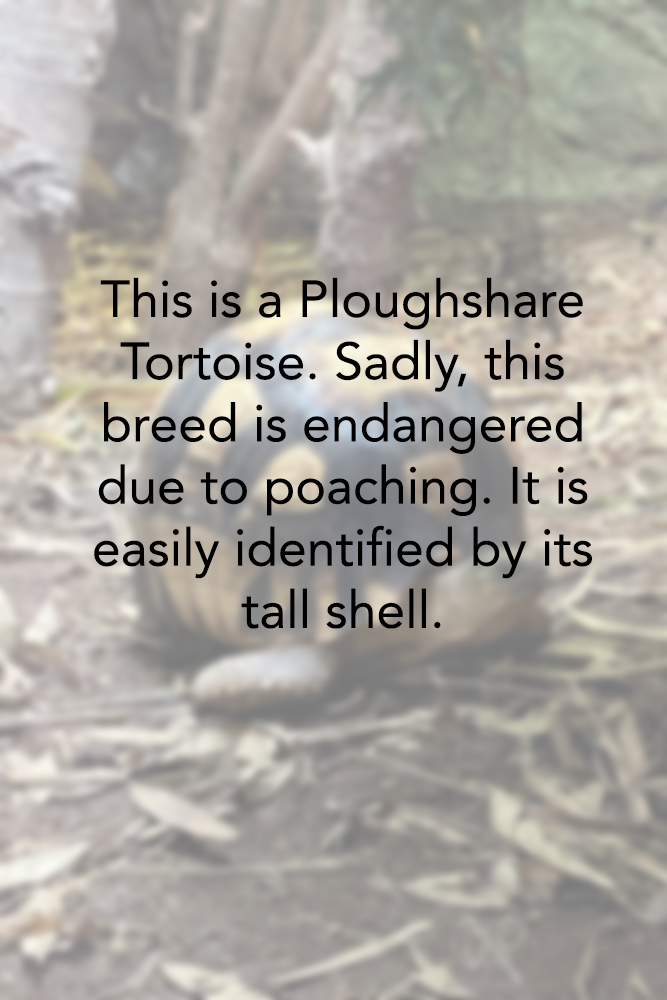 This is a Ploughshare
Tortoise. Sadly, this
breed is endangered
due to poaching. It is
easily identified by its
tall shell.